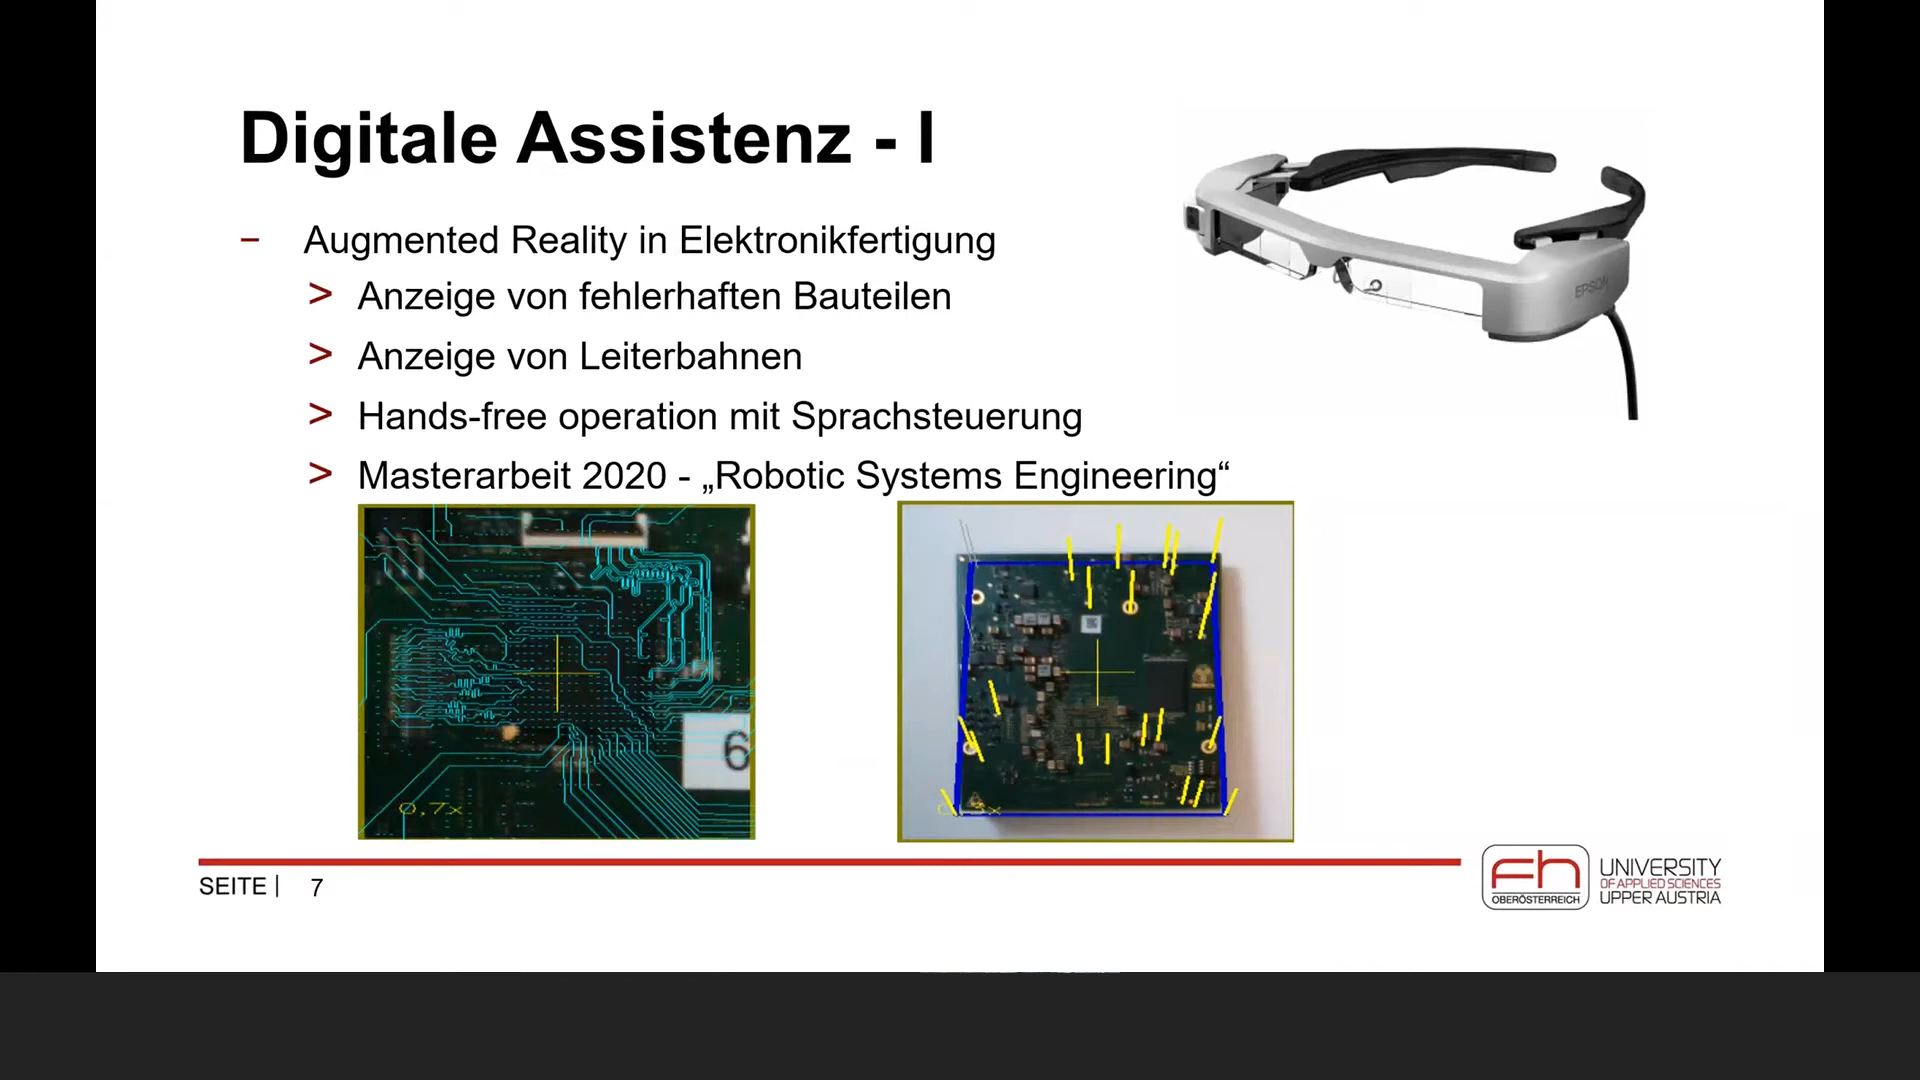 Digitale Assistenz - I
– Augmented Reality in Elektronikfertigung
> Anzeige von fehlerhaften Bauteilen
> Anzeige von Leiterbahnen
> Hands-free operation mit Sprachsteuerung
> Masterarbeit 2020 - „Robotic Systems Engineering“
EPSON
6
0,7x
SEITE | 7
fh
OBERÖSTERREICH
UNIVERSITY
OF APPLIED SCIENCES
UPPER AUSTRIA